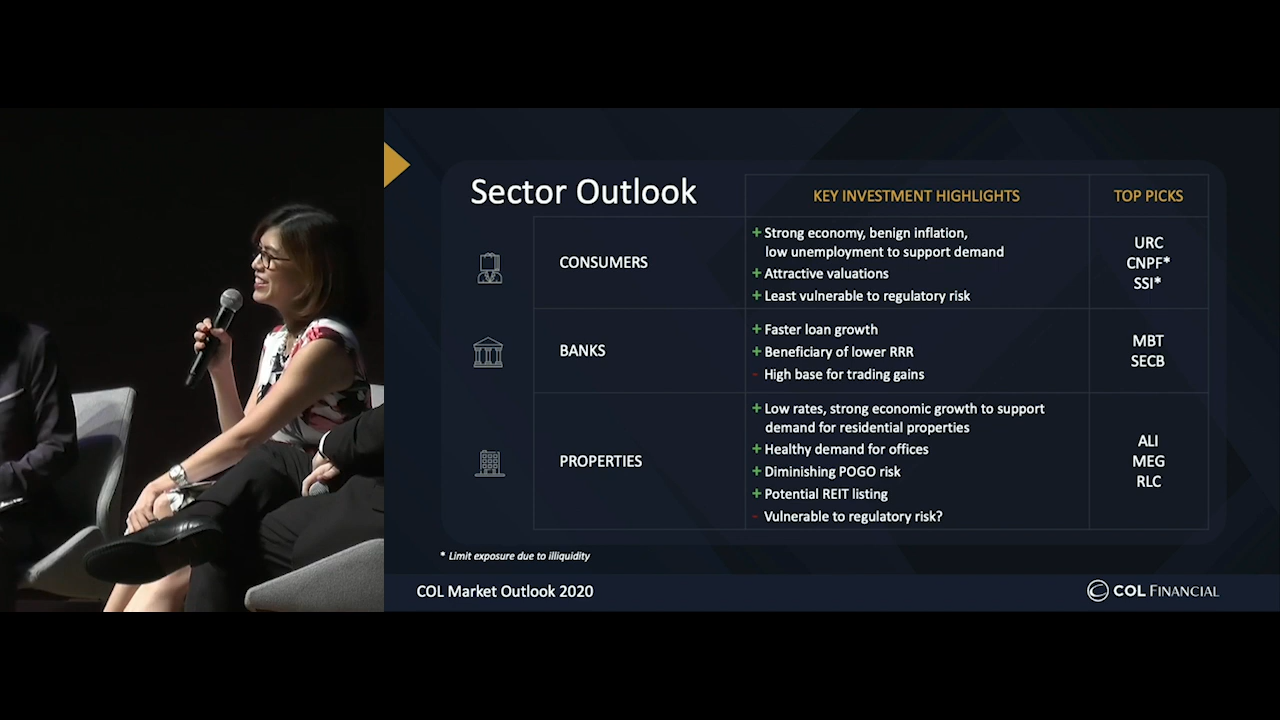 Sector Outlook
KEY INVESTMENT HIGHLIGHTS
TOP PICKS
CONSUMERS
+ Strong economy, benign inflation,
low unemployment to support demand
+ Attractive valuations
+ Least vulnerable to regulatory risk
URC
CNPF*
SSI*
BANKS
+ Faster loan growth
+ Beneficiary of lower RRR
- High base for trading gains
MBT
SECB
PROPERTIES
+ Low rates, strong economic growth to support
demand for residential properties
+ Healthy demand for offices
+ Diminishing POGO risk
+ Potential REIT listing
- Vulnerable to regulatory risk?
ALI
MEG
RLC
* Limit exposure due to illiquidity
COL Market Outlook 2020
COL FINANCIAL